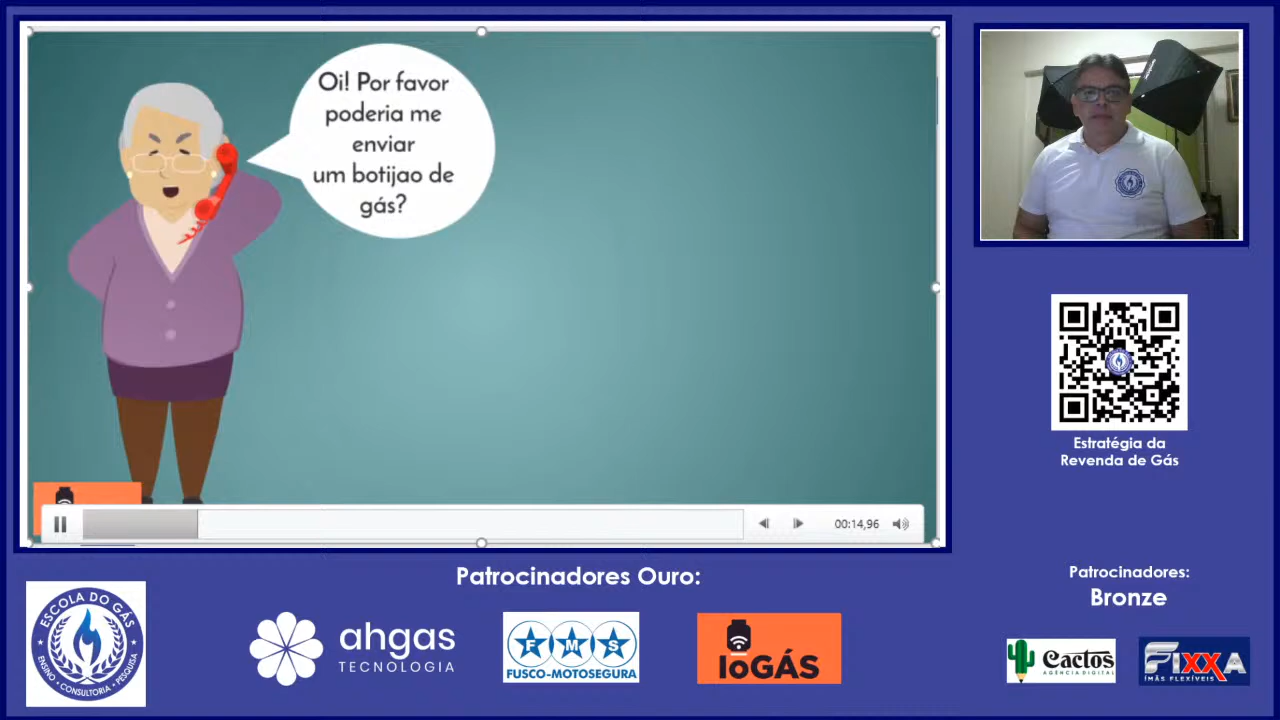 Oi! Por favor
poderia me
enviar
um botijao de
gás?
00:14,96
Estratégia da
Revenda de Gás
Patrocinadores Ouro:
Patrocinadores:
Bronze
ESCOLA DO GÁS
ENSINO • CONSULTORIA • PESQUISA
ahgas
TECNOLOGIA
F M S
FUSCO-MOTOSEGURA
IoGÁS
Cactos
AGÊNCIA DIGITAL
FIXXA
ÍMÃS FLEXÍVEIS